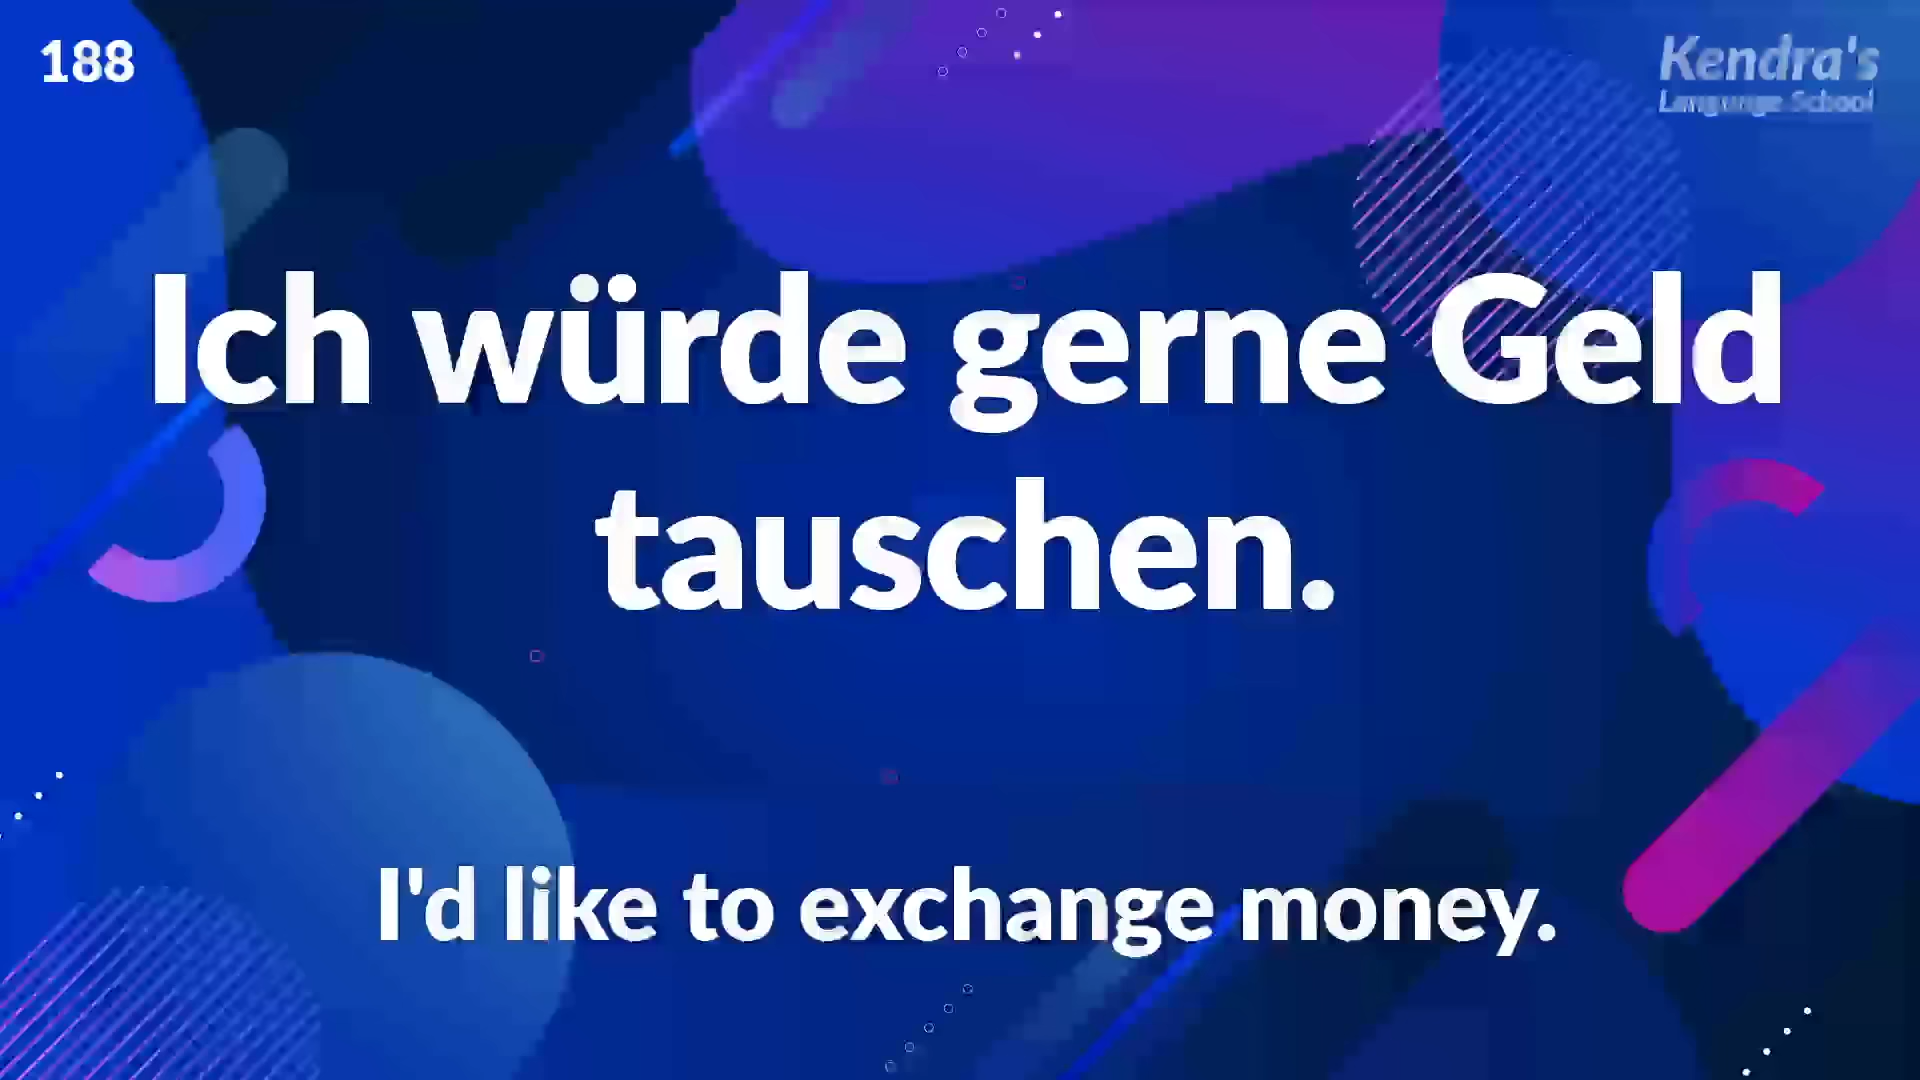 188
Kendra's
Language School
Ich würde gerne Geld
tauschen.
I'd like to exchange money.